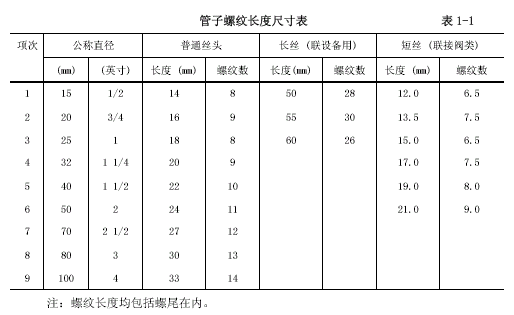 管子螺纹长度尺寸表 表 1-1
项次 公称直径 普通丝头 长丝 (联设备用) 短丝 (联接阀类)
(mm) (英寸) 长度 (mm) 螺纹数 长度(mm) 螺纹数 长度 (mm) 螺纹数
1 15 1/2 14 8 50 28 12.0 6.5
2 20 3/4 16 9 55 30 13.5 7.5
3 25 1 18 8 60 26 15.0 6.5
4 32 1 1/4 20 9 17.0 7.5
5 40 1 1/2 22 10 19.0 8.0
6 50 2 24 11 21.0 9.0
7 70 2 1/2 27 12
8 80 3 30 13
9 100 4 33 14
注: 螺纹长度均包括螺尾在内。